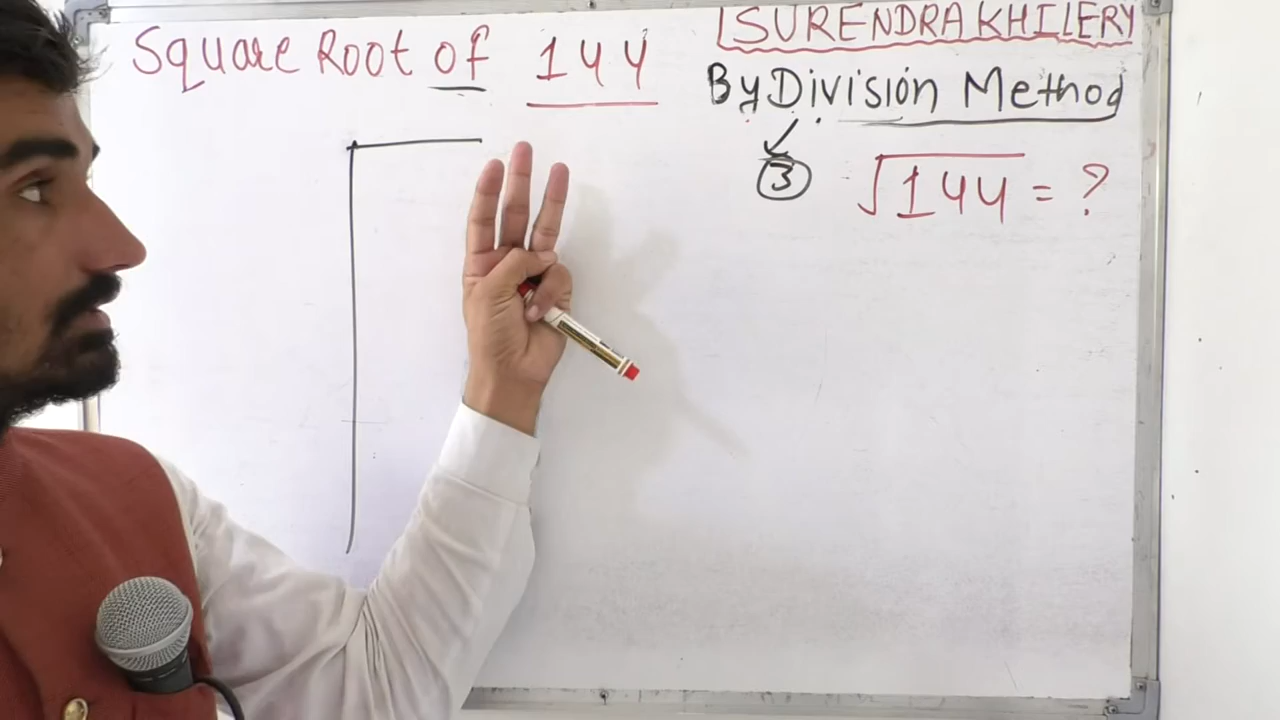 Square Root of 144
SURENDRA KHILERY
By Division Method
3
√144 = ?